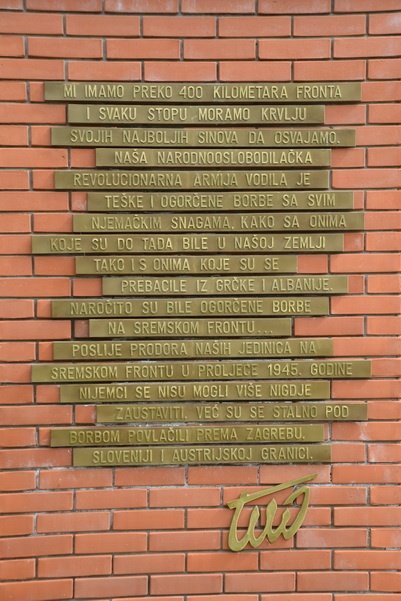 MI IMAMO PREKO 400 KILOMETARA FRONTA
I SVAKU STOPU MORAMO KRVLJU
SVOJIH NAJBOLJIH SINOVA DA OSVAJAMO.
NAŠA NARODNOOSLOBODILAČKA
REVOLUCIONARNA ARMIJA VODILA JE
TEŠKE I OGORČENE BORBE SA SVIM
NJEMAČKIM SNAGAMA, KAKO SA ONIMA
KOJE SU DO TADA BILE U NAŠOJ ZEMLJI
TAKO I S ONIMA KOJE SU SE
PREBACILE IZ GRČKE I ALBANIJE.
NAROČITO SU BILE OGORČENE BORBE
NA SREMSKOM FRONTU...
POSLIJE PRODORA NAŠIH JEDINICA NA
SREMSKOM FRONTU U PROLJEĆE 1945. GODINE
NIJEMCI SE NISU MOGLI VIŠE NIGDJE
ZAUSTAVITI, VEĆ SU SE STALNO POD
BORBOM POVLAČILI PREMA ZAGREBU,
SLOVENIJI I AUSTRIJSKOJ GRANICI.
Tito